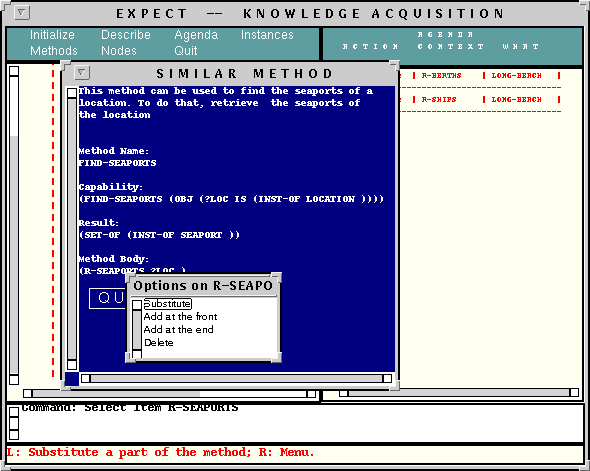 EXPECT -- KNOWLEDGE ACQUISITION
Initialize Describe Agenda Instances
Methods Nodes Quit
AGENDA
ACTION CONTEXT WHAT
| R-BERTHS | LONG-BEACH |
| R-SHIPS | LONG-BEACH |
SIMILAR METHOD
This method can be used to find the seaports of a
location. To do that, retrieve the seaports of
the location
Method Name:
FIND-SEAPORTS
Capability:
(FIND-SEAPORTS (OBJ (?LOC IS (INST-OF LOCATION ))))
Result:
(SET-OF (INST-OF SEAPORT ))
Method Body:
(R-SEAPORTS ?LOC )
QU
Options on R-SEAPO
Substitute
Add at the front
Add at the end
Delete
Command: Select Item R-SEAPORTS
L: Substitute a part of the method; R: Menu.